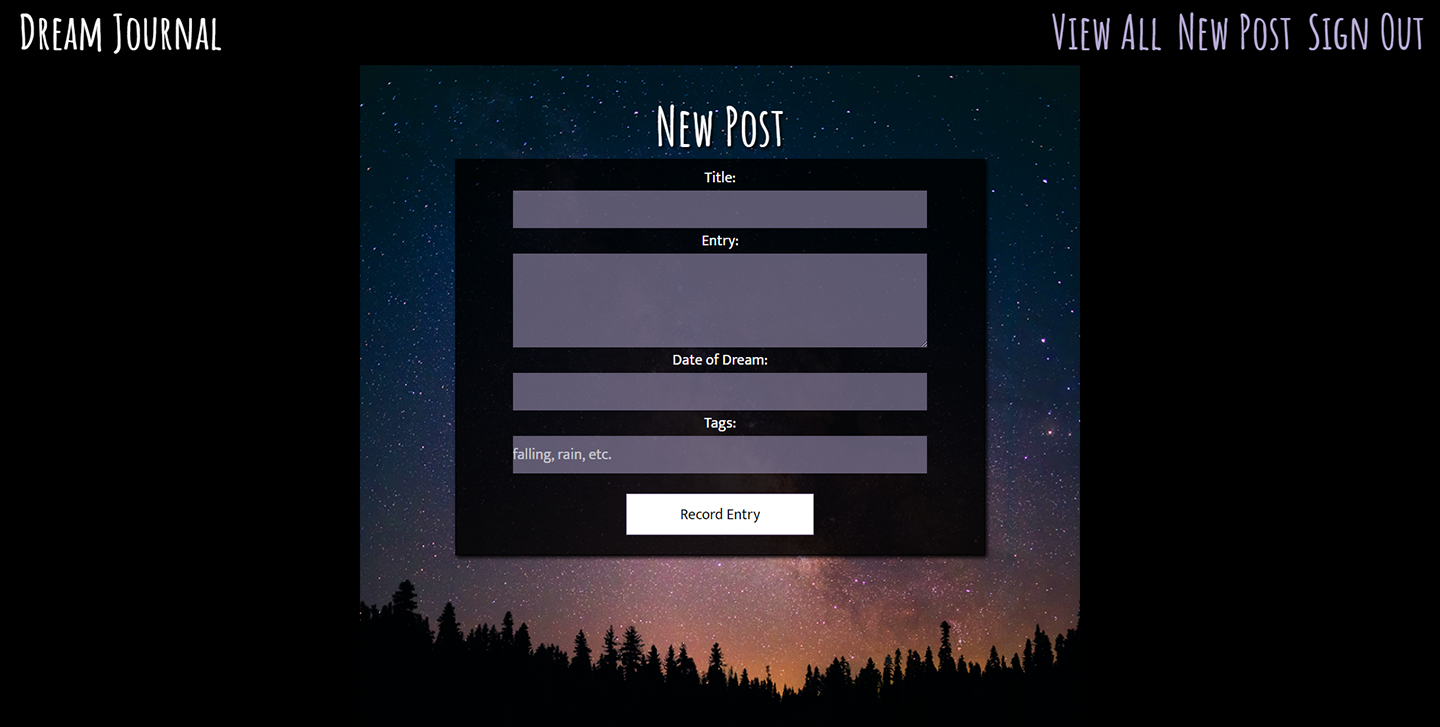 Dream Journal
View All New Post Sign Out
New Post
Title:
Entry:
Date of Dream:
Tags:
falling, rain, etc.
Record Entry